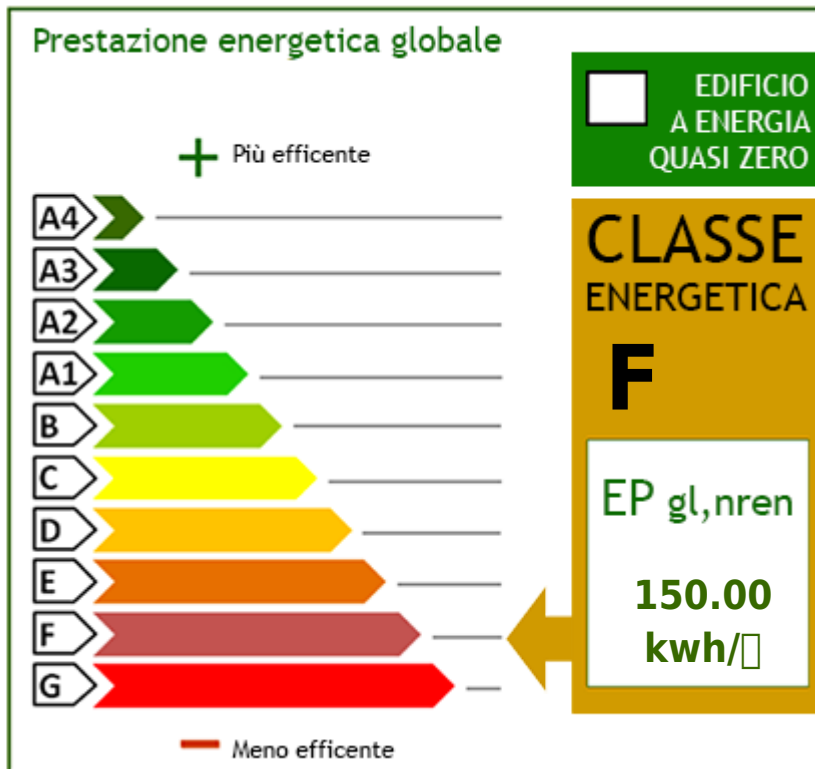 Prestazione energetica globale
EDIFICIO
A ENERGIA
QUASI ZERO
Più efficente
A4
A3
A2
A1
B
C
D
E
F
G
Meno efficente
CLASSE
ENERGETICA
F
EP gl,nren
150.00
kwh/